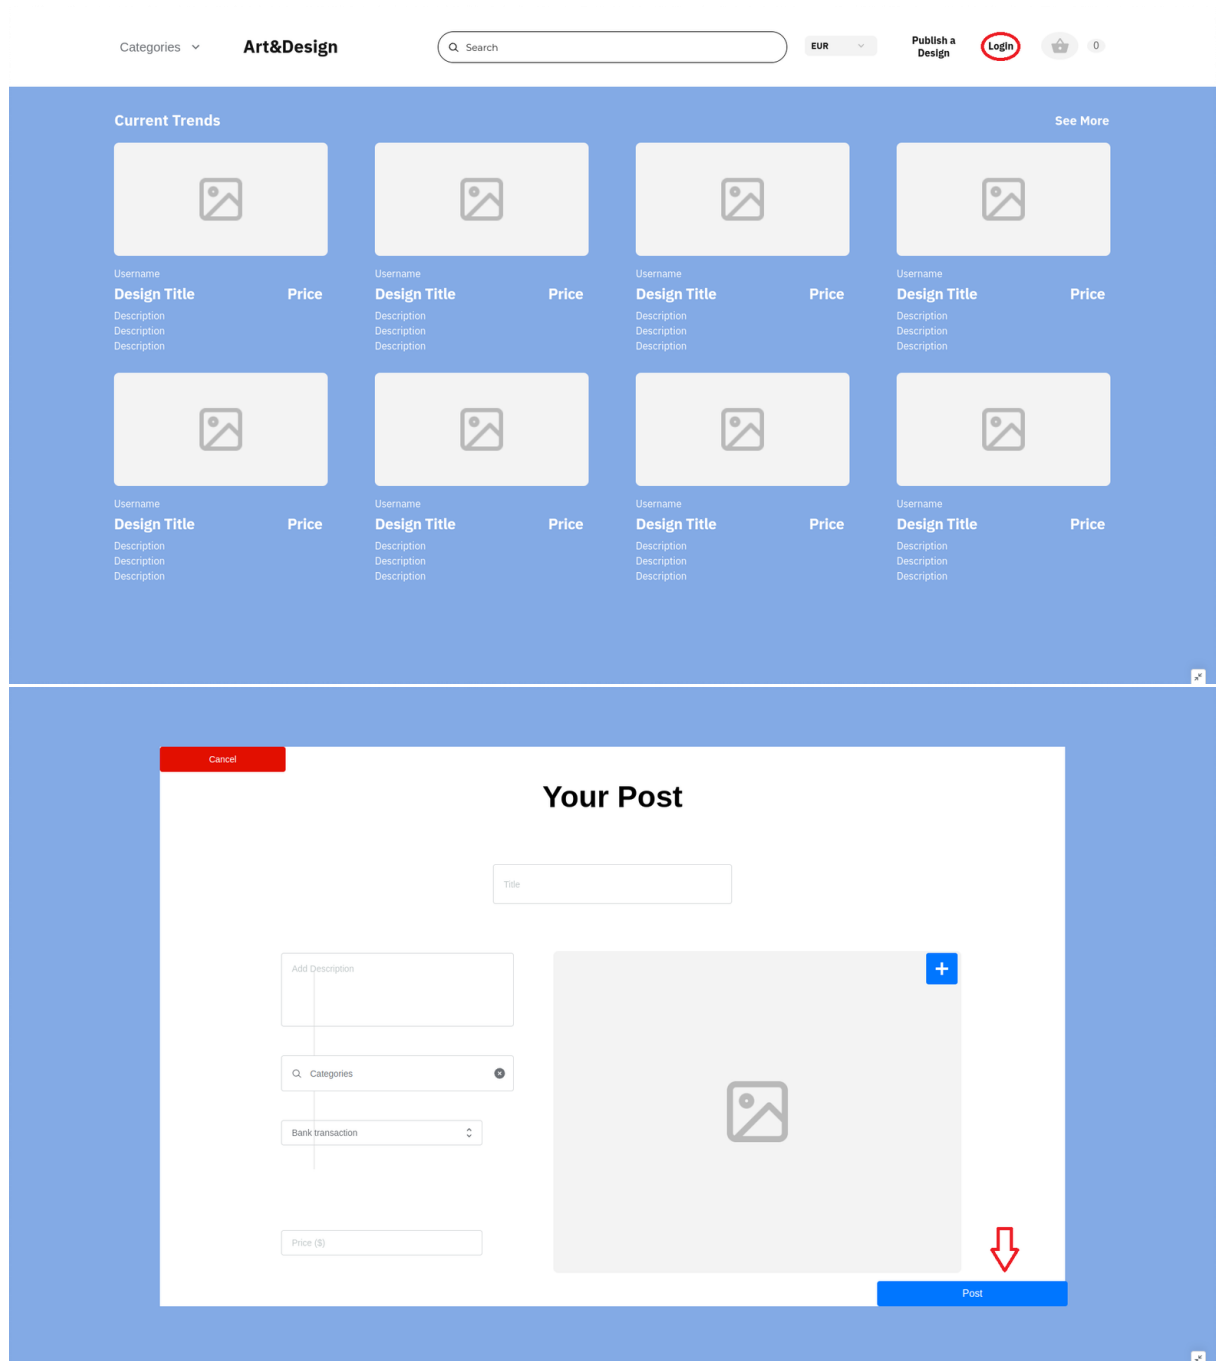 Categories
Art&Design
Search
EUR
Publish a
Design
Login
0
Current Trends
See More
Username
Username
Username
Username
Design Title Price
Design Title Price
Design Title Price
Design Title Price
Description
Description
Description
Description
Description
Description
Description
Description
Description
Description
Description
Description
Username
Username
Username
Username
Design Title Price
Design Title Price
Design Title Price
Design Title Price
Description
Description
Description
Description
Description
Description
Description
Description
Description
Description
Description
Description
Cancel
Your Post
Title
Add Description
Categories
Bank transaction
Price ($)
Post